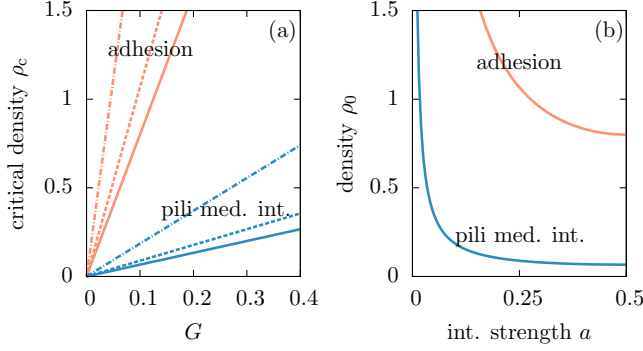 1.5
(a)
adhesion
critical density ρc
1
0.5
pili med. int.
0
0
0.1
0.2
0.3
0.4
G
1.5
(b)
adhesion
density ρ0
1
0.5
pili med. int.
0
0
0.25
0.5
int. strength a